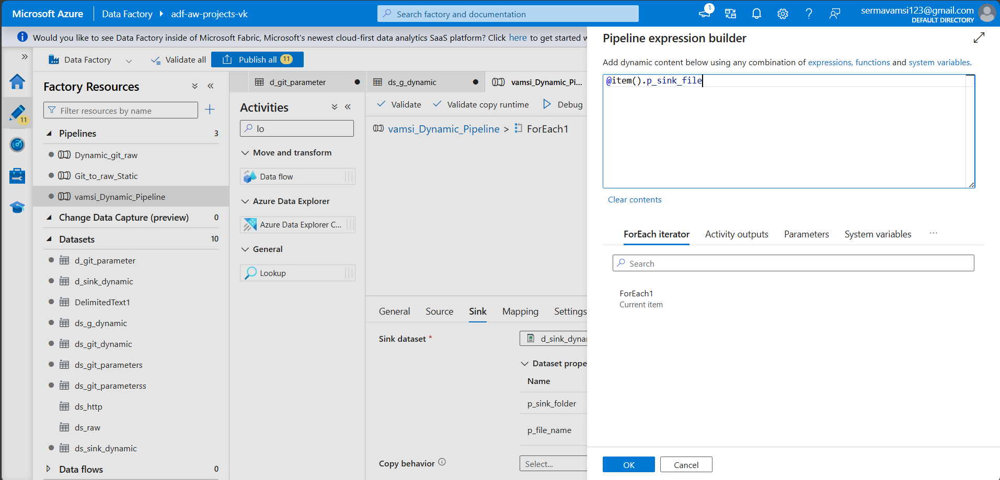 Microsoft Azure
Data Factory
adf-aw-projects-vk
Search factory and documentation
1
sermavamsi123@gmail.com
DEFAULT DIRECTORY
Would you like to see Data Factory inside of Microsoft Fabric, Microsoft's newest cloud-first data analytics SaaS platform? Click here to get started
Data Factory
Validate all
Publish all 11
11
Factory Resources
Filter resources by name
Pipelines 3
Dynamic_git_raw
Git_to_raw_Static
vamsi_Dynamic_Pipeline
Change Data Capture (preview) 0
Datasets 10
d_git_parameter
d_sink_dynamic
DelimitedText1
ds_g_dynamic
ds_git_dynamic
ds_git_parameters
ds_git_parameterss
ds_http
ds_raw
ds_sink_dynamic
Data flows 0
d_git_parameter
ds_g_dynamic
vamsi_Dynamic_Pi...
Activities
lo
Move and transform
Data flow
Azure Data Explorer
Azure Data Explorer C...
General
Lookup
Validate
Validate copy runtime
Debug
vamsi_Dynamic_Pipeline > ForEach1
General
Source
Sink
Mapping
Settings
Sink dataset *
d_sink_dynar
Dataset prope
Name
p_sink_folder
p_file_name
Copy behavior
Select...
Pipeline expression builder
Add dynamic content below using any combination of expressions, functions and system variables.
@item().p_sink_file
Clear contents
ForEach iterator
Activity outputs
Parameters
System variables
...
Search
ForEach1
Current item
OK
Cancel